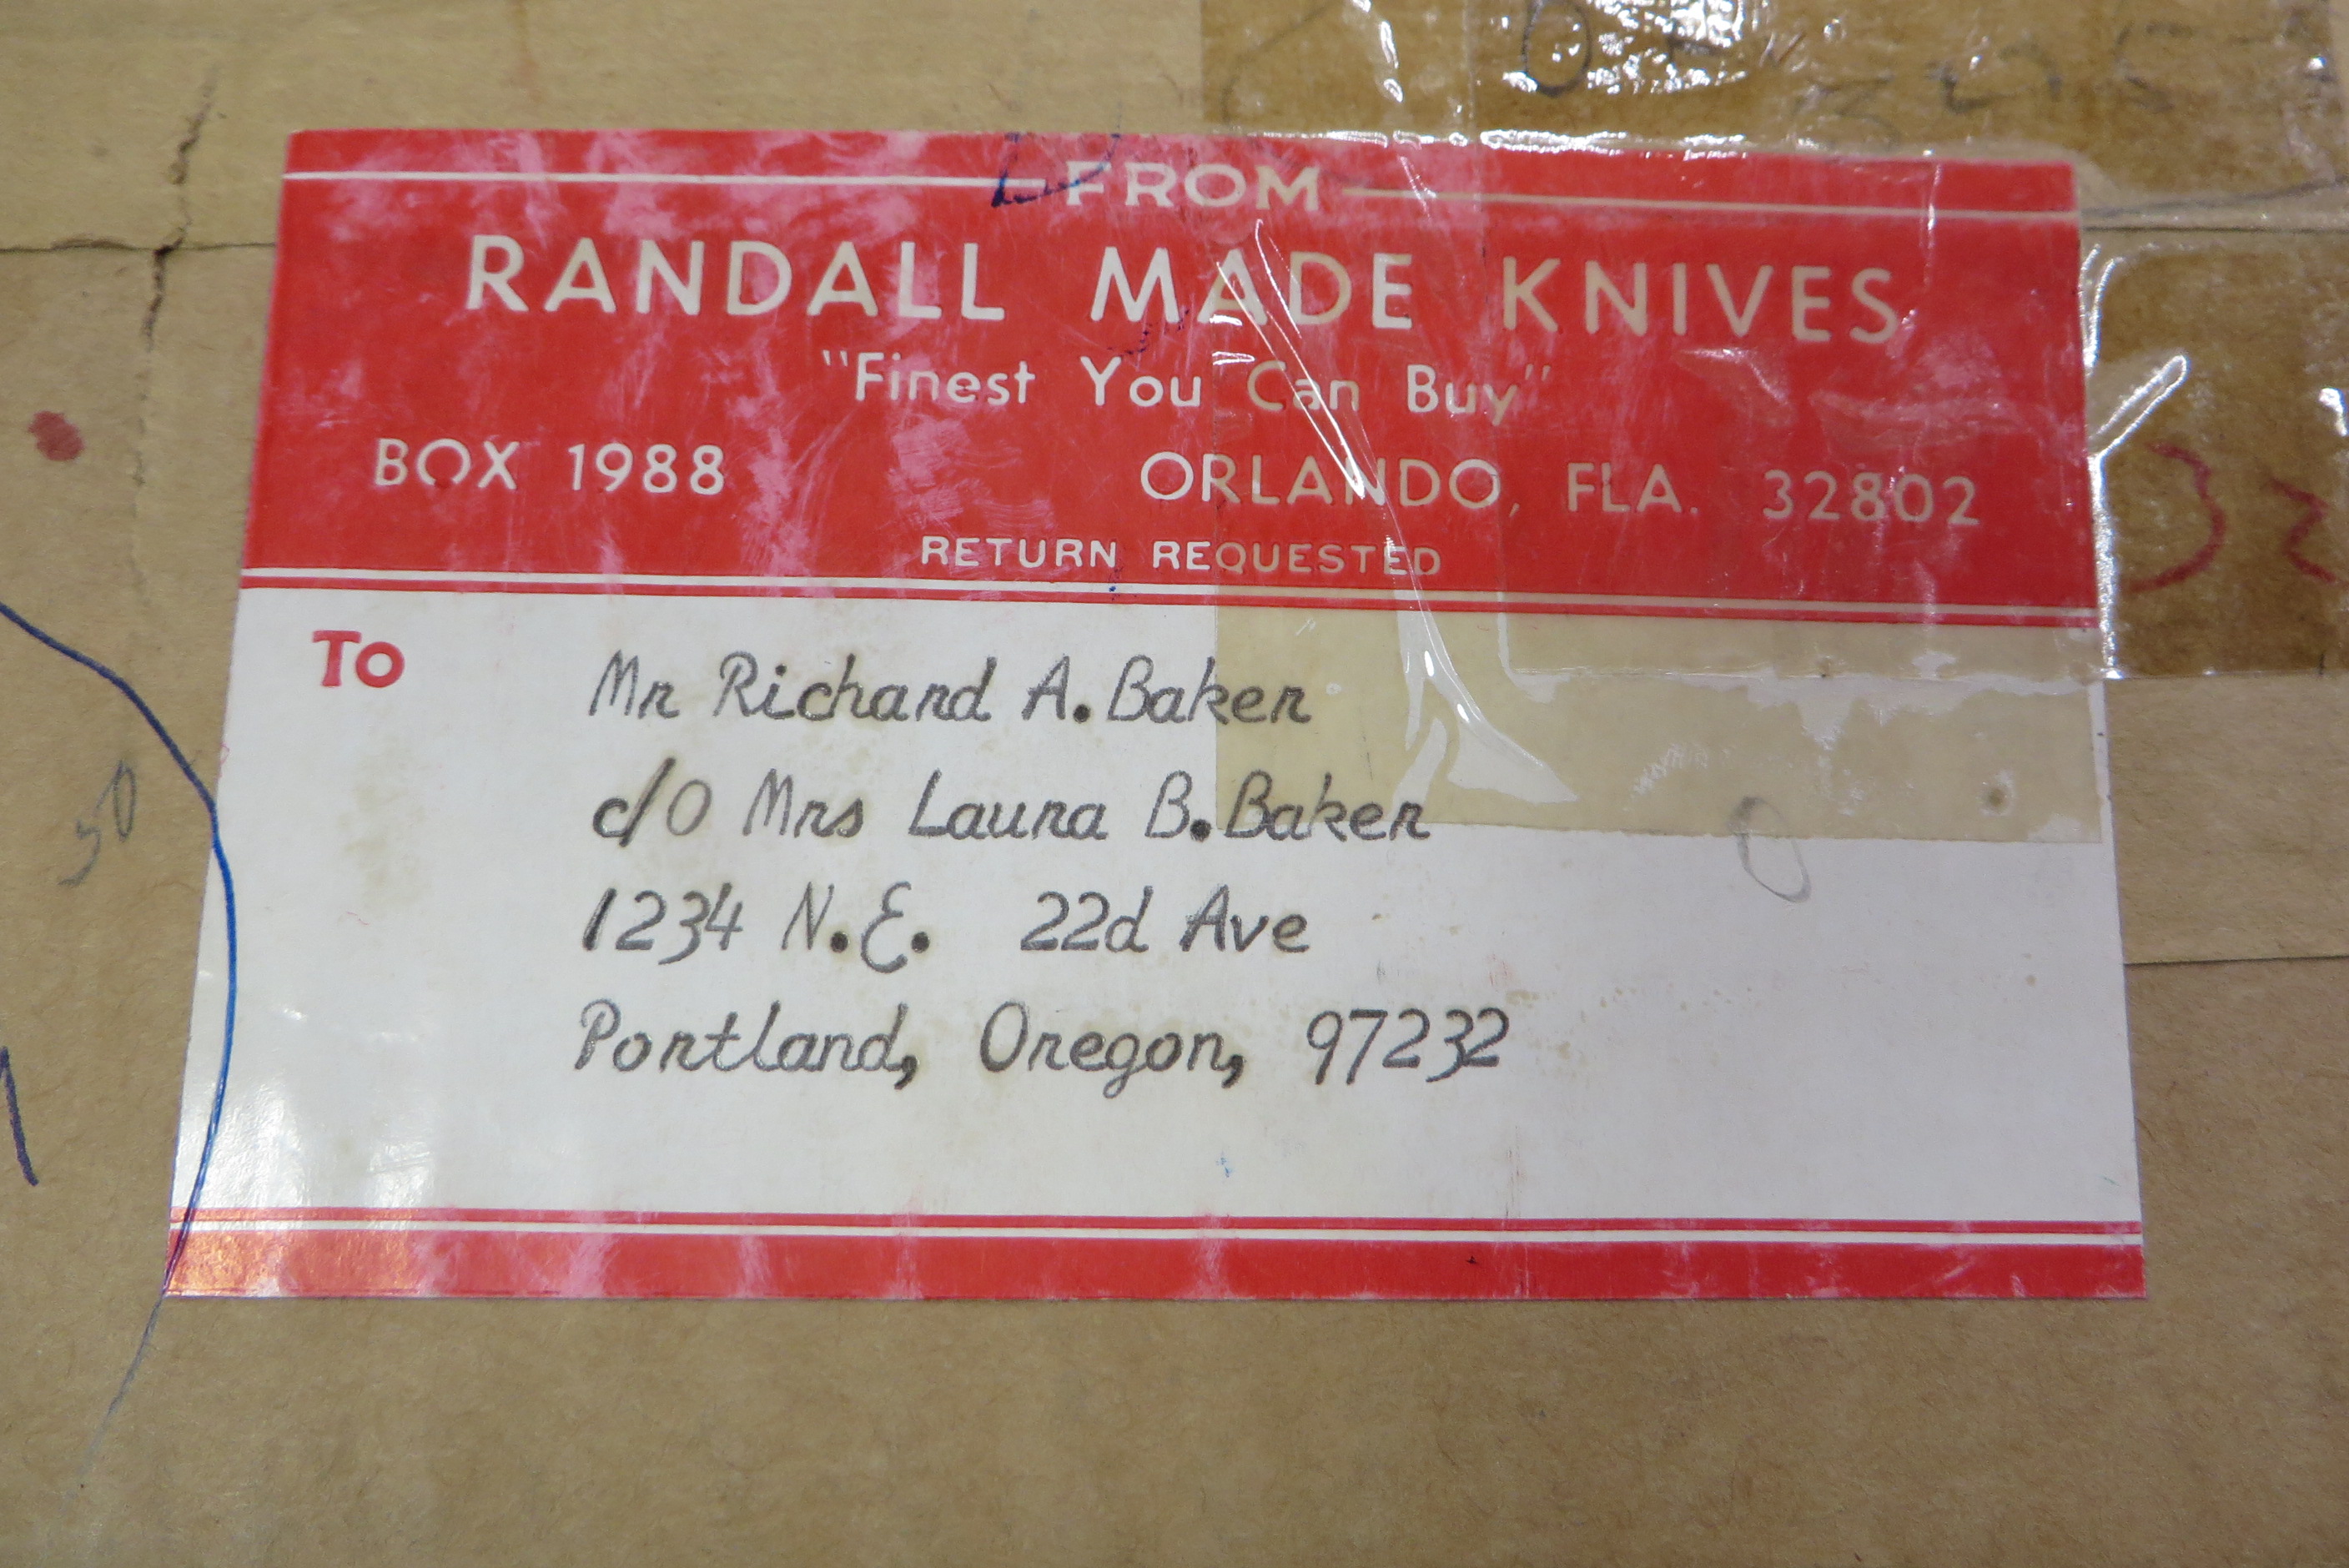 FROM
RANDALL MADE KNIVES
"Finest You Can Buy"
BOX 1988 ORLANDO, FLA. 32802
RETURN REQUESTED
To Mr Richard A. Baker
c/o Mrs Laura B. Baker
1234 N.E. 22d Ave
Portland, Oregon, 97232
50